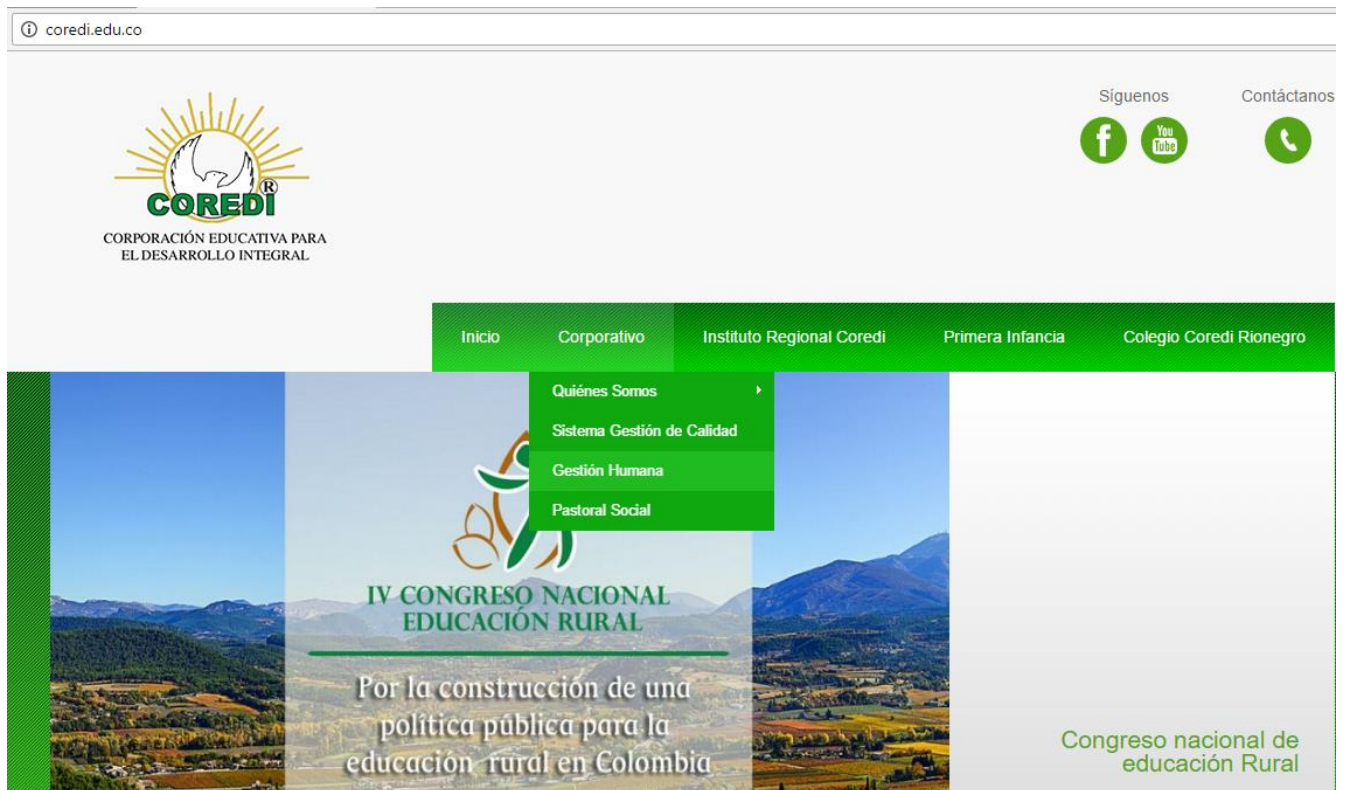 coredi.edu.co
Síguenos
Contáctanos
You
Tube
COREDI®
CORPORACIÓN EDUCATIVA PARA
EL DESARROLLO INTEGRAL
Inicio
Corporativo
Instituto Regional Coredi
Primera Infancia
Colegio Coredi Rionegro
Quiénes Somos
Sistema Gestión de Calidad
Gestión Humana
Pastoral Social
IV CONGRESO NACIONAL
EDUCACIÓN RURAL
Por la construcción de una
política pública para la
educación rural en Colombia
Congreso nacional de
educación Rural